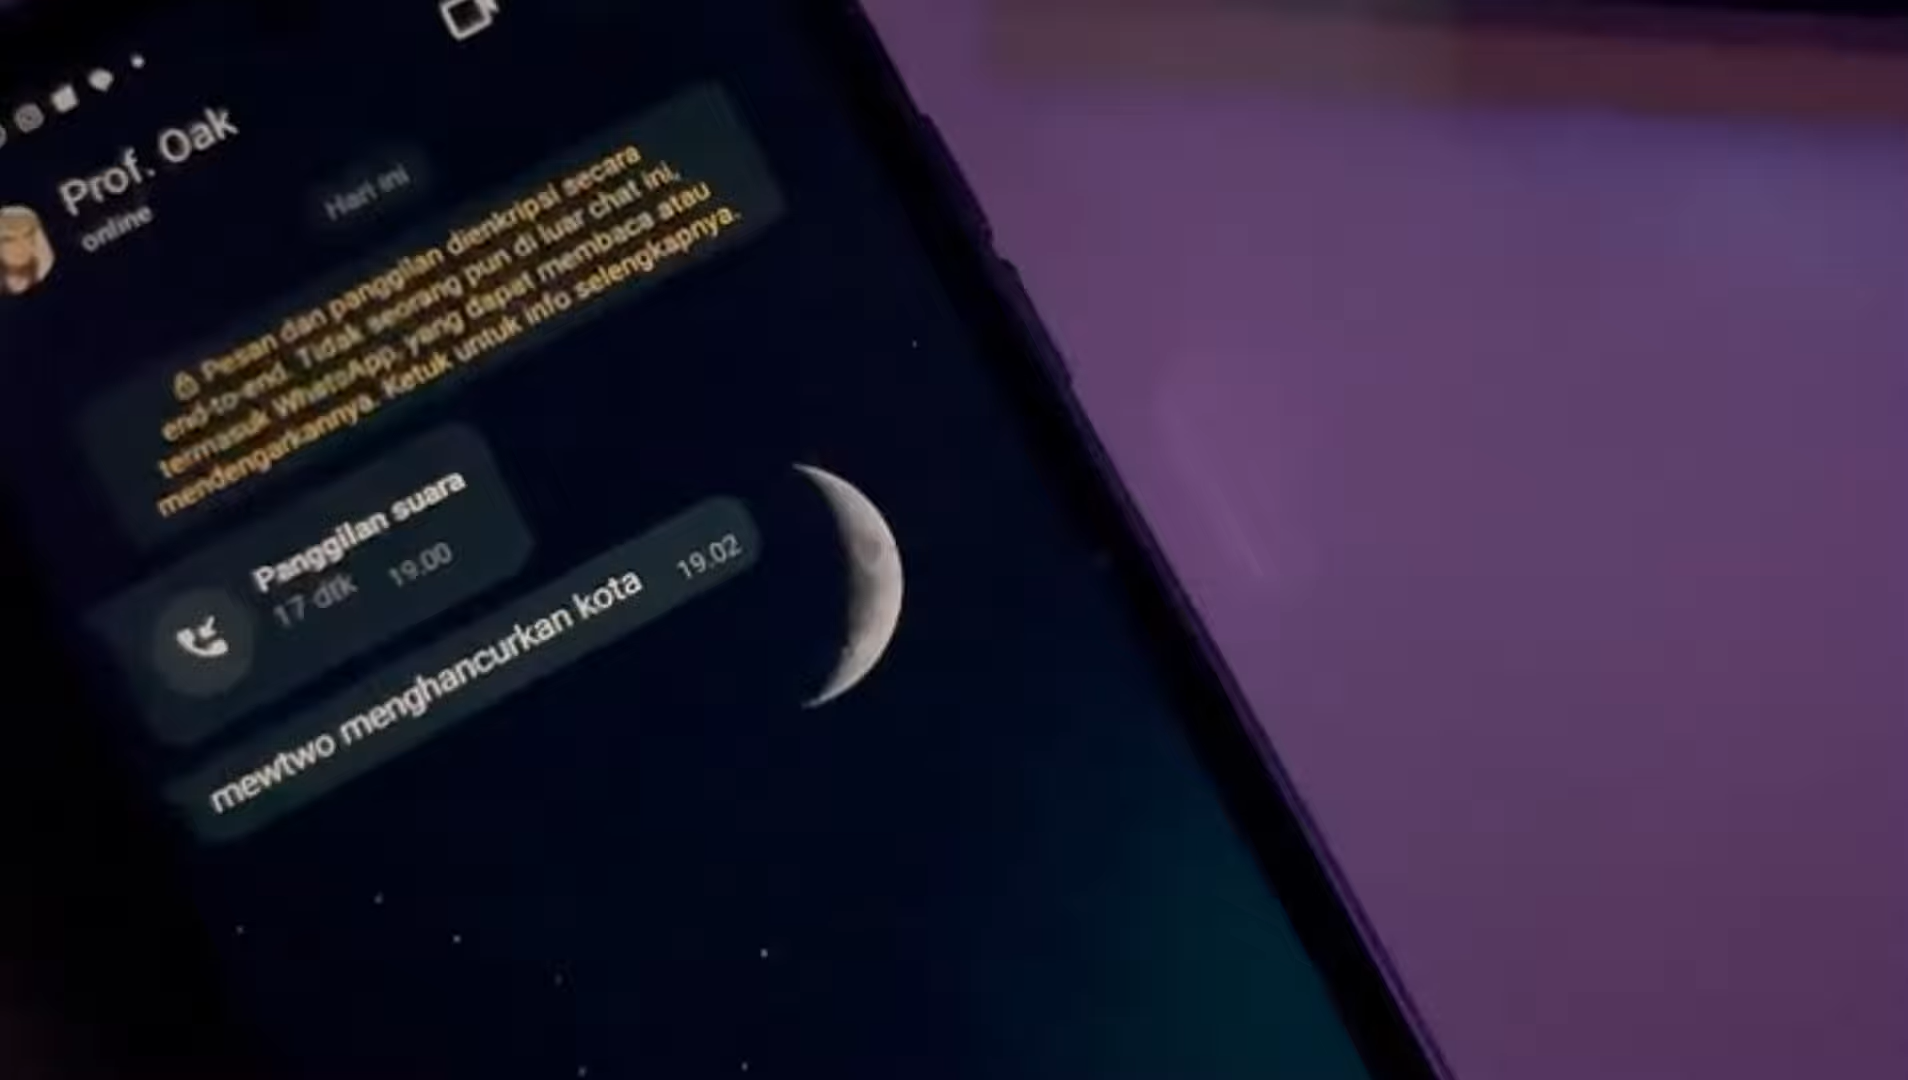 Prof. Oak
online
Hari ini
Pesan dan panggilan dienkripsi secara
end-to-end. Tidak seorang pun di luar chat ini,
termasuk WhatsApp, yang dapat membaca atau
mendengarkannya. Ketuk untuk info selengkapnya.
Panggilan suara
17 dtk 19.00
mewtwo menghancurkan kota 19.02